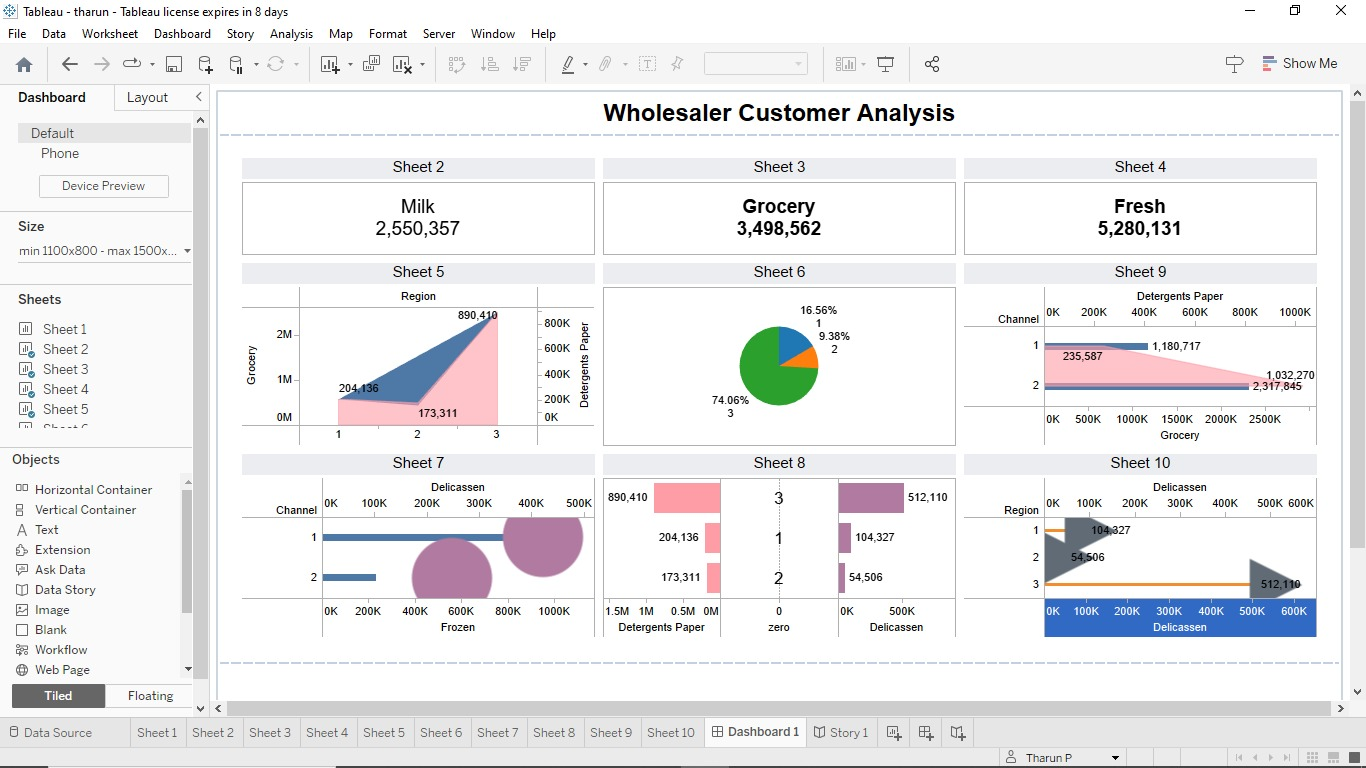 Tableau - tharun - Tableau license expires in 8 days
File Data Worksheet Dashboard Story Analysis Map Format Server Window Help
Show Me
Dashboard Layout
Default
Phone
Device Preview
Size
min 1100x800 - max 1500x...
Sheets
Sheet 1
Sheet 2
Sheet 3
Sheet 4
Sheet 5
Objects
Horizontal Container
Vertical Container
Text
Extension
Ask Data
Data Story
Image
Blank
Workflow
Web Page
Tiled Floating
Wholesaler Customer Analysis
Sheet 2
Milk
2,550,357
Sheet 3
Grocery
3,498,562
Sheet 4
Fresh
5,280,131
Sheet 5
Region
890,410
2M 800K
600K
1M 400K
204,136
200K
173,311
0M 0K
Grocery
Detergents Paper
1 2 3
Sheet 6
16.56%
1
9.38%
2
74.06%
3
Sheet 9
Detergents Paper
Channel
0K 200K 400K 600K 800K 1000K
1 1,180,717
235,587
1,032,270
2 2,317,845
0K 500K 1000K 1500K 2000K 2500K
Grocery
Sheet 7
Delicassen
Channel
0K 100K 200K 300K 400K 500K
1
2
0K 200K 400K 600K 800K 1000K
Frozen
Sheet 8
890,410 3 512,110
204,136 1 104,327
173,311 2 54,506
1.5M 1M 0.5M 0M 0 0K 500K
Detergents Paper zero Delicassen
Sheet 10
Delicassen
Region
0K 100K 200K 300K 400K 500K 600K
1 104,327
2 54,506
3 512,110
0K 100K 200K 300K 400K 500K 600K
Delicassen
Data Source Sheet 1 Sheet 2 Sheet 3 Sheet 4 Sheet 5 Sheet 6 Sheet 7 Sheet 8 Sheet 9 Sheet 10 Dashboard 1 Story 1
Tharun P